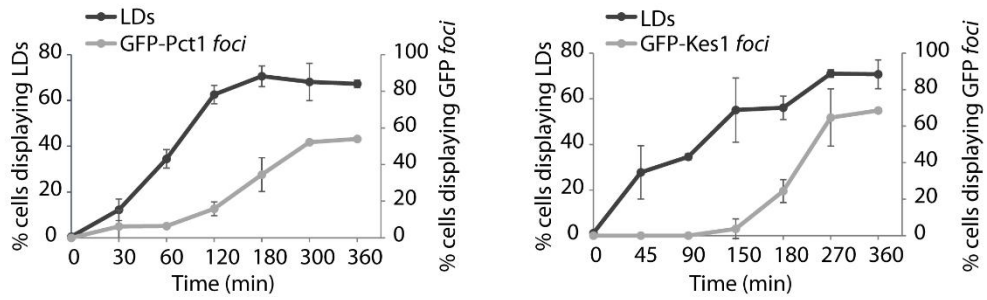 LDs
GFP-Pct1 foci
% cells displaying LDs
80
60
40
20
0
% cells displaying GFP foci
100
80
60
40
20
0
0 30 60 120 180 300 360
Time (min)
LDs
GFP-Kes1 foci
% cells displaying LDs
80
60
40
20
0
% cells displaying GFP foci
100
80
60
40
20
0
0 45 90 150 180 270 360
Time (min)